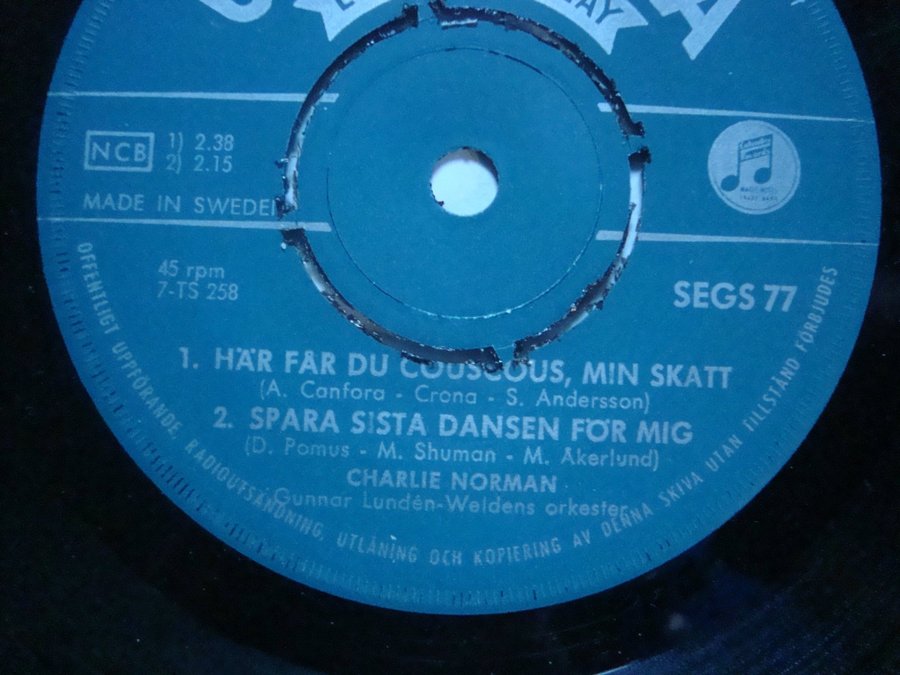 NCB
1) 2.38
2) 2.15
MADE IN SWEDEN
45 rpm
7-TS 258
SEGS 77
1. HÄR FÅR DU COUSCOUS, MIN SKATT
(A. Canfora - Crona - S. Andersson)
2. SPARA SISTA DANSEN FÖR MIG
(D. Pomus - M. Shuman - M. Åkerlund)
CHARLIE NORMAN
Gunnar Lundén-Weldens orkester
OFFENTLIGT UPPFÖRANDE, RADIOUTSÄNDNING, UTLÅNING OCH KOPIERING AV DENNA SKIVA UTAN TILLSTÅND FÖRBJUDES